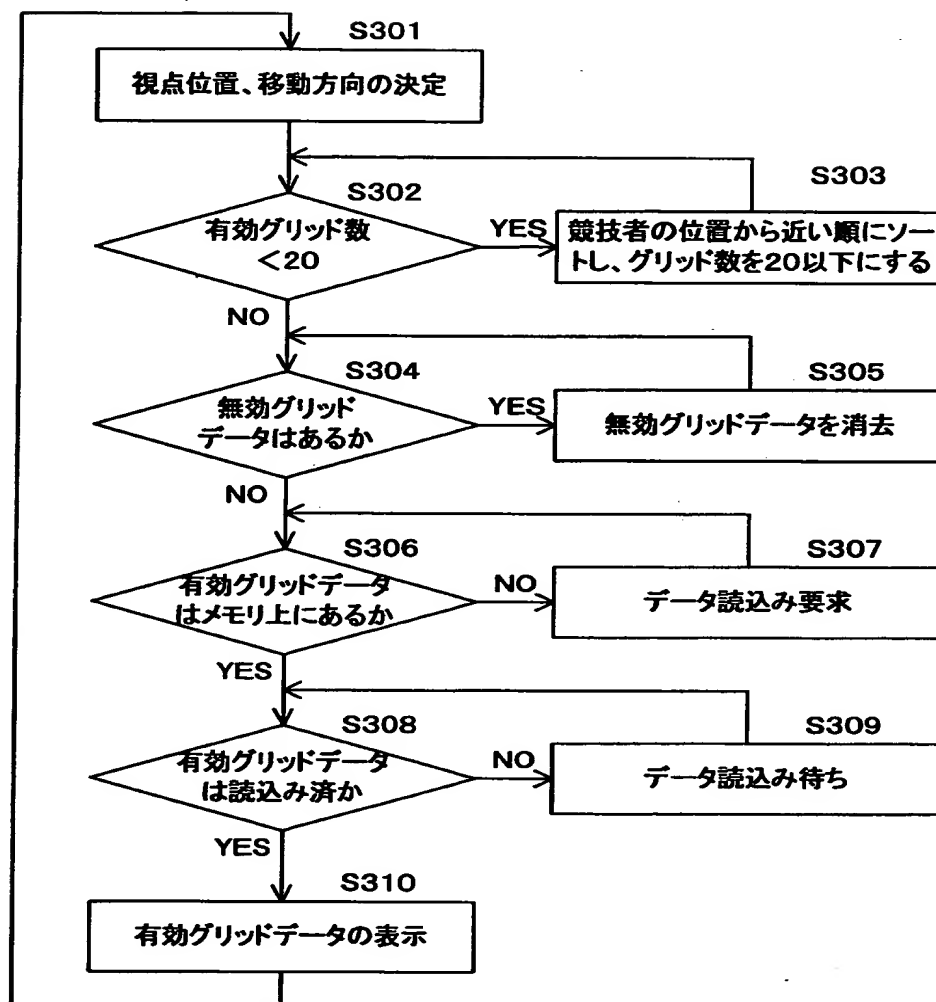 S301
視点位置、移動方向の決定
S302
有効グリッド数
<20
YES
NO
S303
競技者の位置から近い順にソー
トし、グリッド数を20以下にする
S304
無効グリッド
データはあるか
YES
NO
S305
無効グリッドデータを消去
S306
有効グリッドデータ
はメモリ上にあるか
NO
YES
S307
データ読込み要求
S308
有効グリッドデータ
は読込み済か
NO
YES
S309
データ読込み待ち
S310
有効グリッドデータの表示